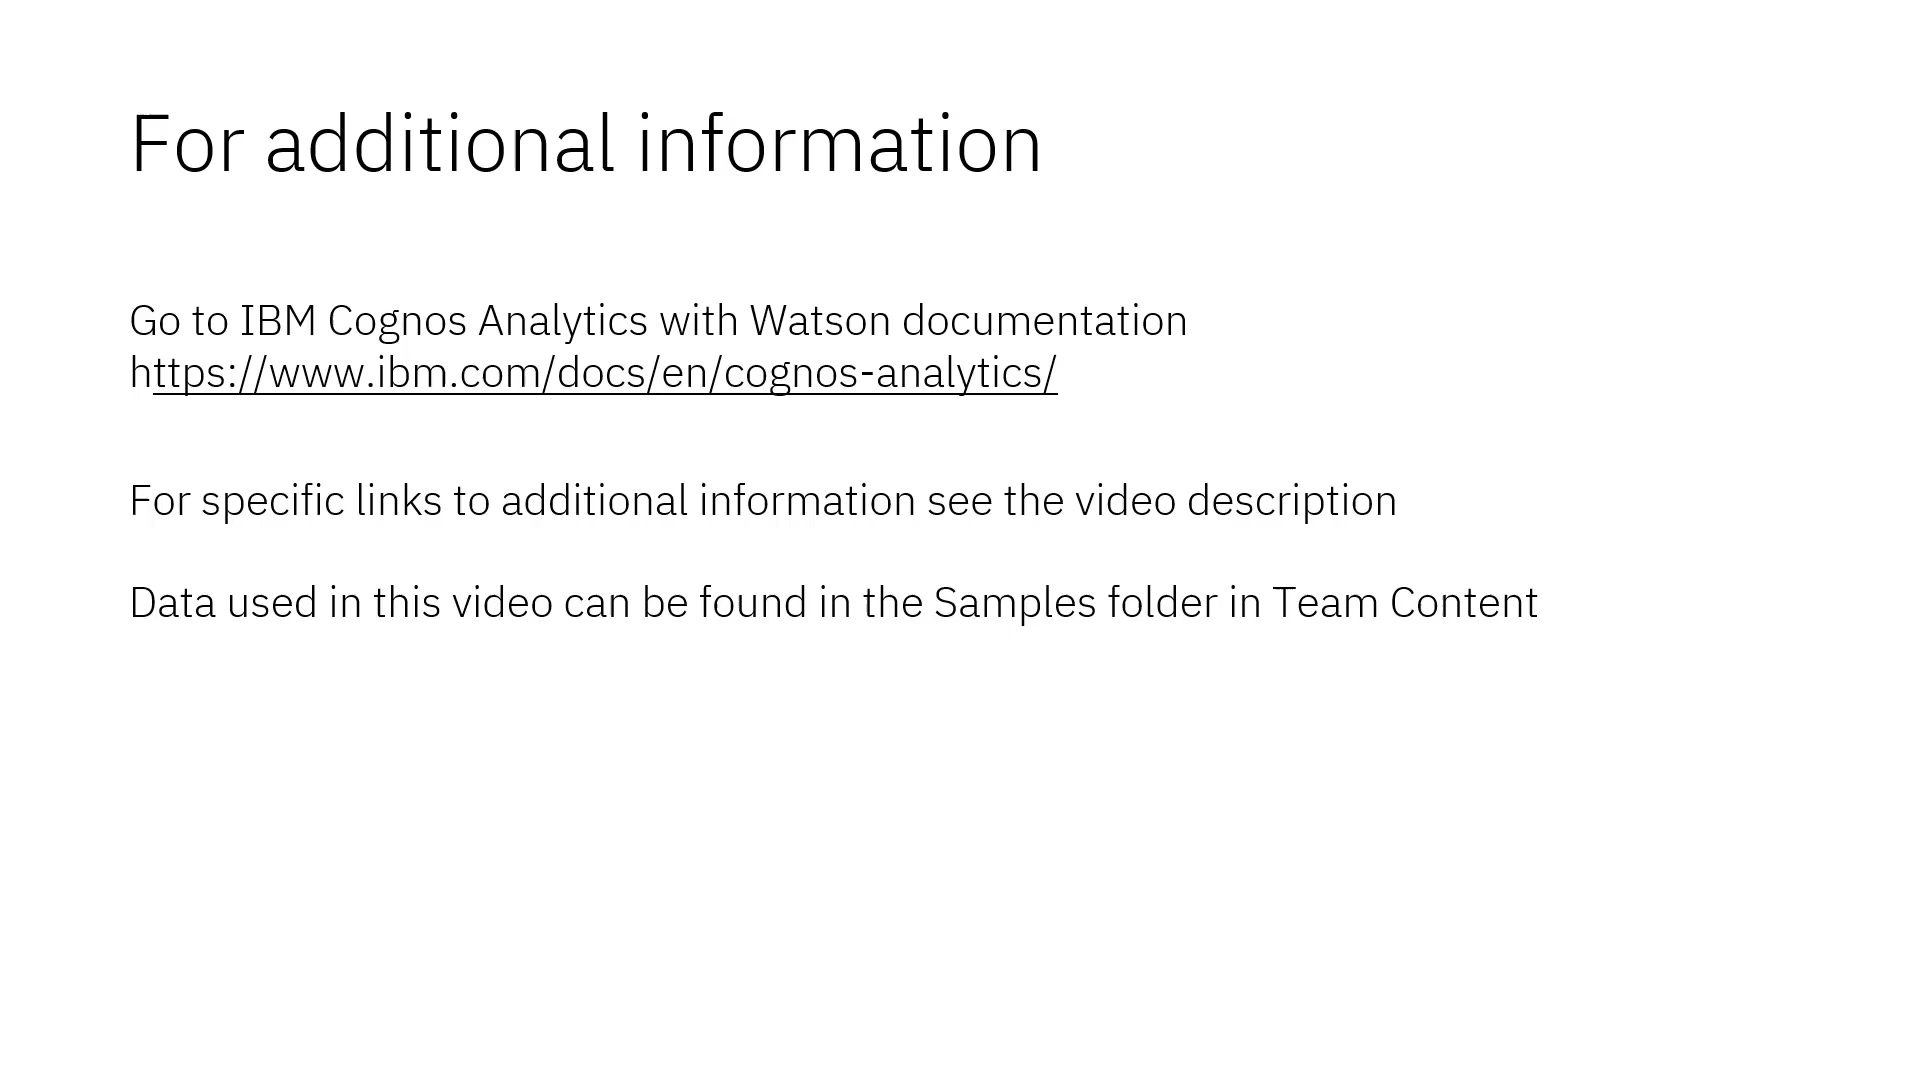 For additional information
Go to IBM Cognos Analytics with Watson documentation
https://www.ibm.com/docs/en/cognos-analytics/
For specific links to additional information see the video description
Data used in this video can be found in the Samples folder in Team Content